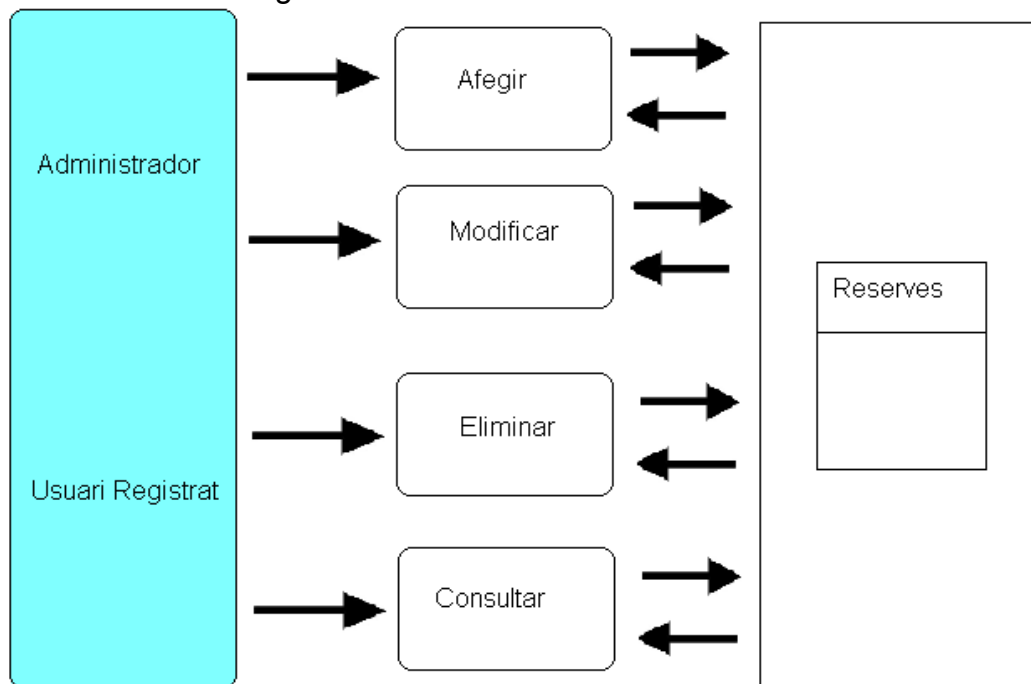 Administrador
Usuari Registrat
Afegir
Modificar
Eliminar
Consultar
Reserves